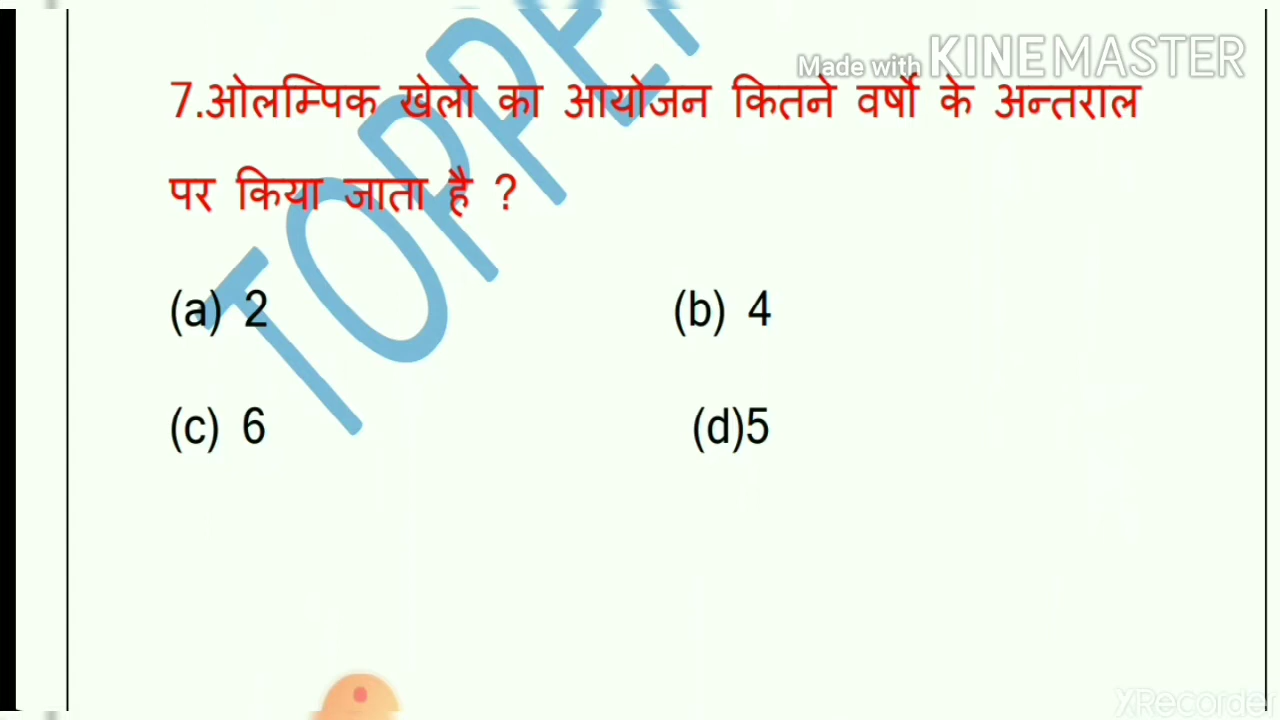 Made with KINEMASTER
7.ओलम्पिक खेलो का आयोजन कितने वर्षो के अन्तराल
पर किया जाता है ?
(a) 2 (b) 4
(c) 6 (d)5
XRecorder